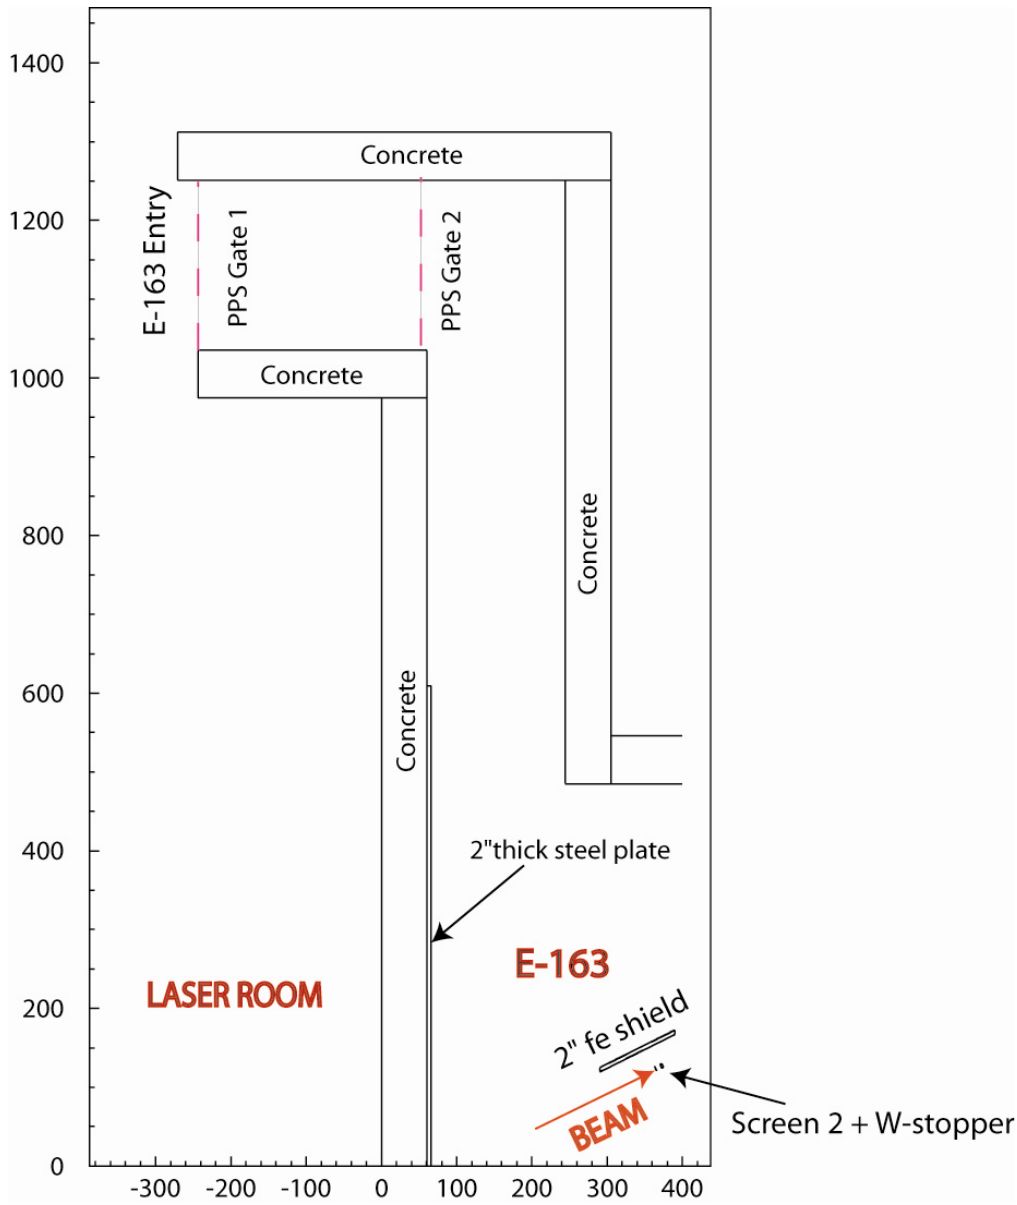 1400
Concrete
1200
E-163 Entry
PPS Gate 1
PPS Gate 2
1000
Concrete
800
Concrete
600
Concrete
400
2"thick steel plate
E-163
LASER ROOM
200
2" fe shield
BEAM
Screen 2 + W-stopper
0
-300 -200 -100 0 100 200 300 400